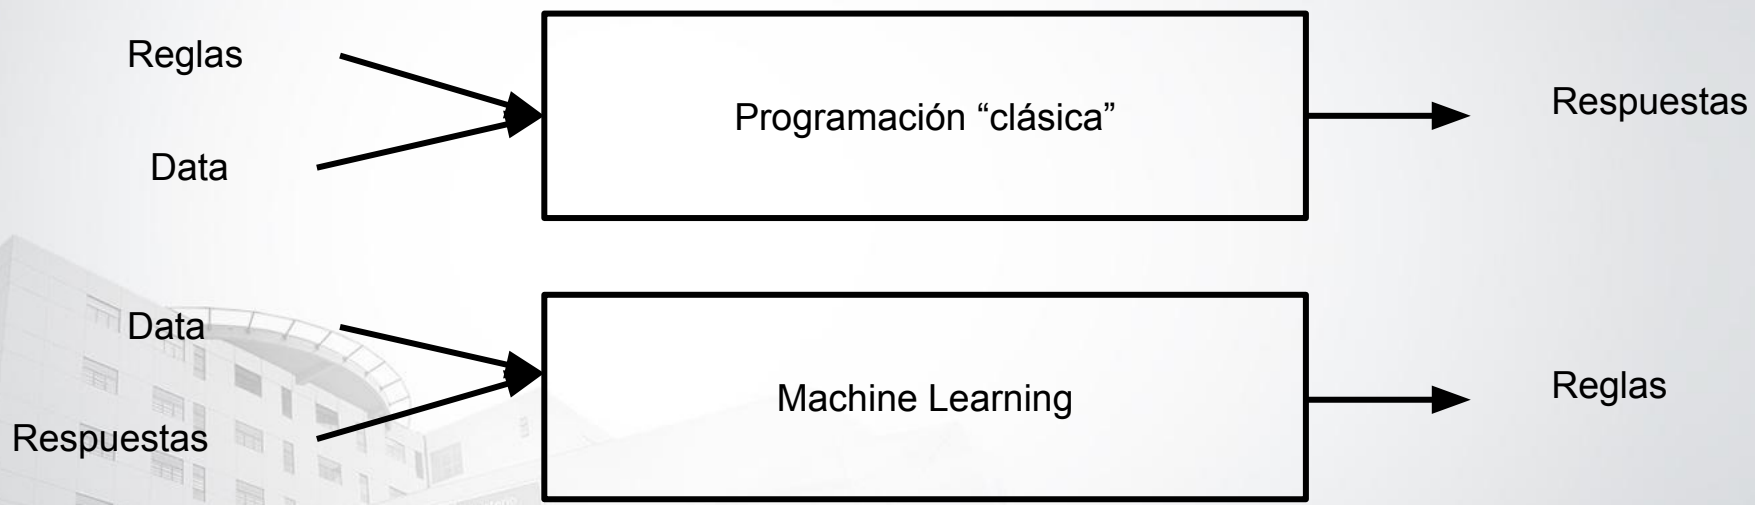 Reglas
Data
Programación “clásica”
Respuestas
Data
Respuestas
Machine Learning
Reglas